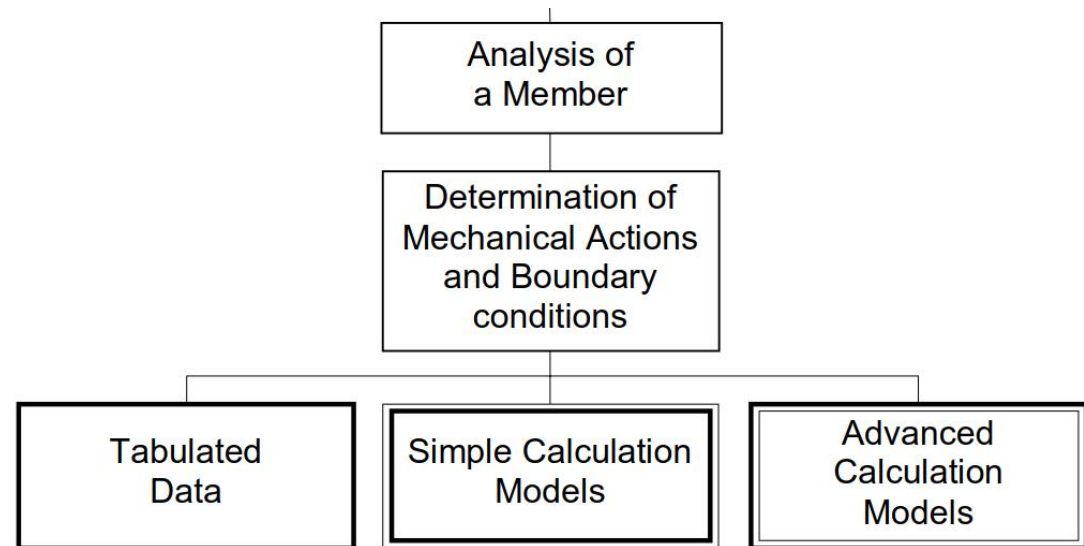 Analysis of
a Member
Determination of
Mechanical Actions
and Boundary
conditions
Tabulated
Data
Simple Calculation
Models
Advanced
Calculation
Models